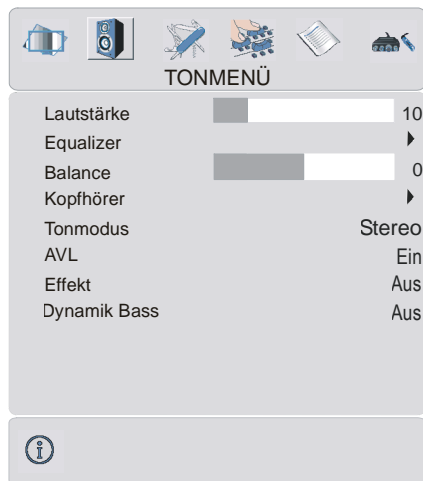 TONMENÜ
Lautstärke 10
Equalizer
Balance 0
Kopfhörer
Tonmodus Stereo
AVL Ein
Effekt Aus
Dynamik Bass Aus